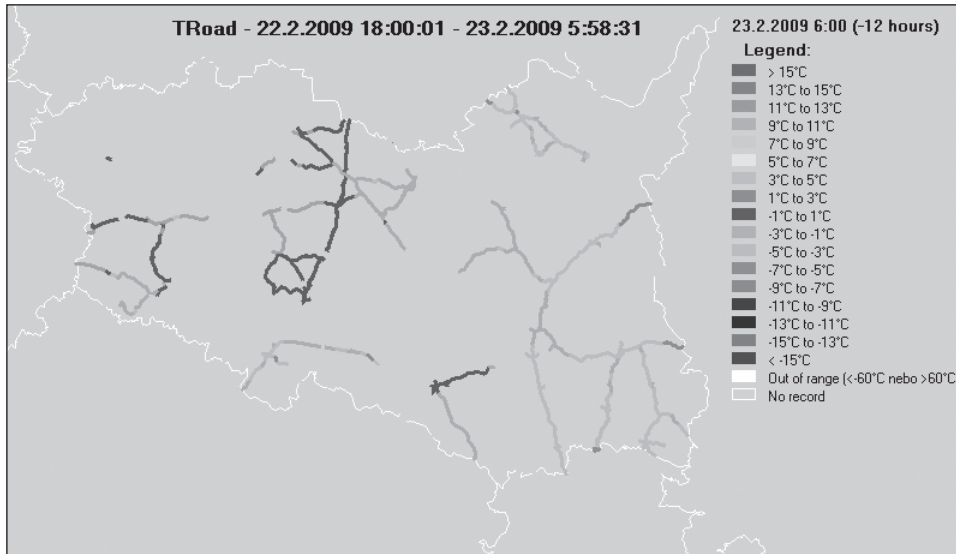 TRoad - 22.2.2009 18:00:01 - 23.2.2009 5:58:31
23.2.2009 6:00 (-12 hours)
Legend:
> 15°C
13°C to 15°C
11°C to 13°C
9°C to 11°C
7°C to 9°C
5°C to 7°C
3°C to 5°C
1°C to 3°C
-1°C to 1°C
-3°C to -1°C
-5°C to -3°C
-7°C to -5°C
-9°C to -7°C
-11°C to -9°C
-13°C to -11°C
-15°C to -13°C
< -15°C
Out of range (<-60°C nebo >60°C
No record